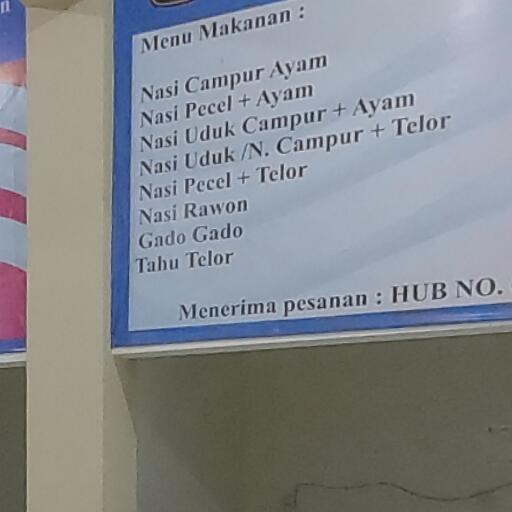 n
Menu Makanan :
Nasi Campur Ayam
Nasi Pecel + Ayam
Nasi Uduk Campur + Ayam
Nasi Uduk /N. Campur + Telor
Nasi Pecel + Telor
Nasi Rawon
Gado Gado
Tahu Telor
Menerima pesanan : HUB NO.